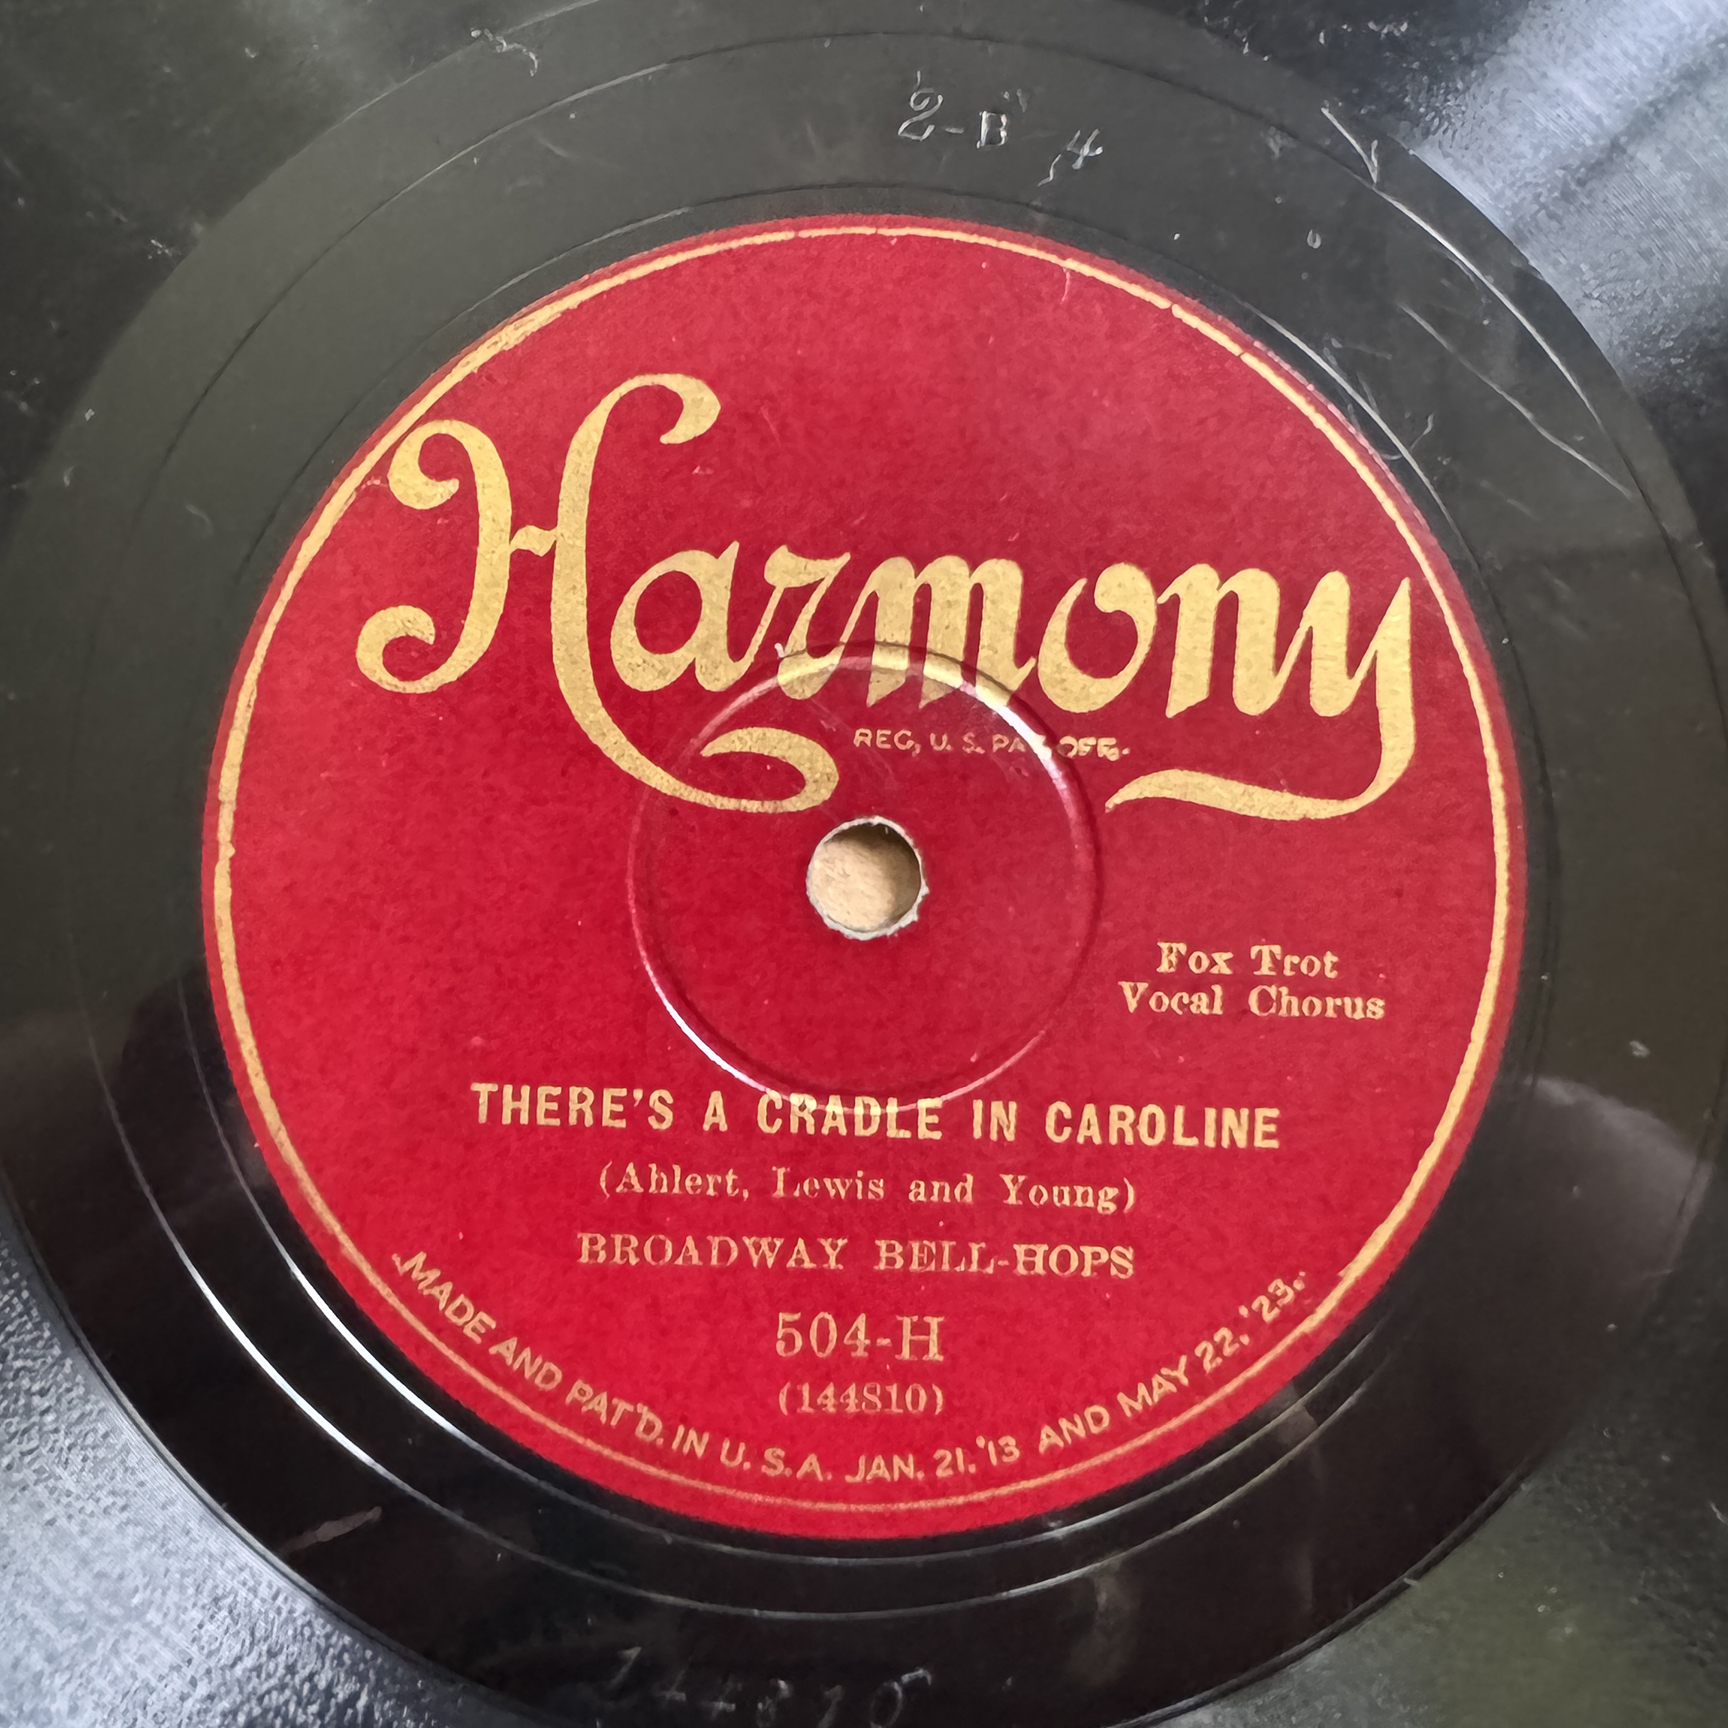 2-B 4
Harmony
REG, U. S. PAT. OFF.
Fox Trot
Vocal Chorus
THERE'S A CRADLE IN CAROLINE
(Ahlert, Lewis and Young)
BROADWAY BELL-HOPS
504-H
(144810)
MADE AND PAT'D. IN U. S. A. JAN. 21, '13 AND MAY 22, '23.
144810